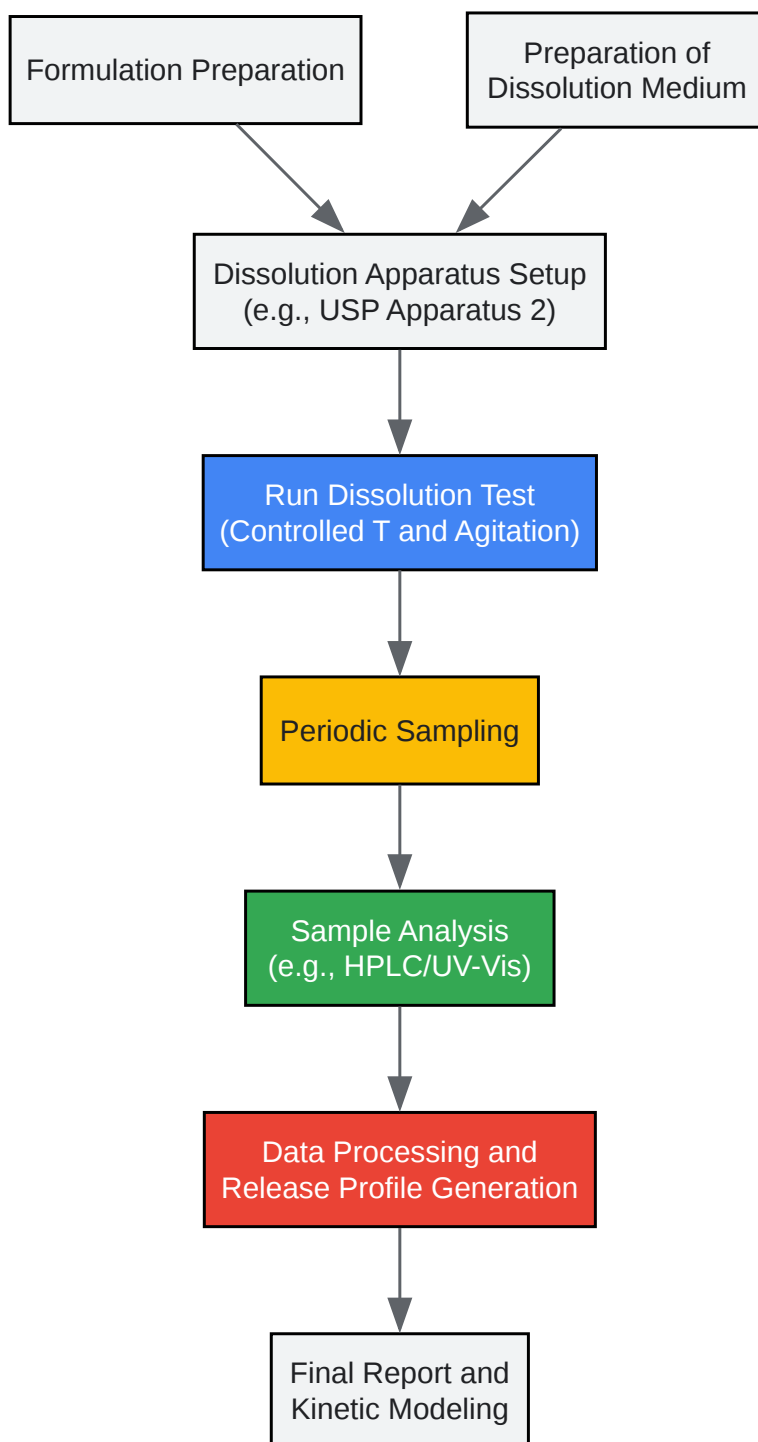 Formulation Preparation
Preparation of
Dissolution Medium
Dissolution Apparatus Setup
(e.g., USP Apparatus 2)
Run Dissolution Test
(Controlled T and Agitation)
Periodic Sampling
Sample Analysis
(e.g., HPLC/UV-Vis)
Data Processing and
Release Profile Generation
Final Report and
Kinetic Modeling